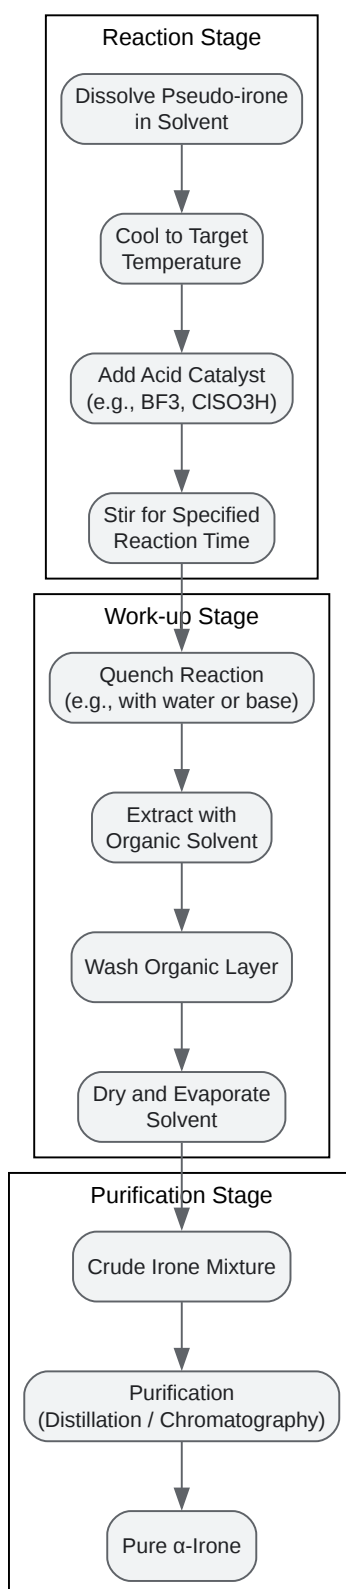 Reaction Stage
Dissolve Pseudo-irone
in Solvent
Cool to Target
Temperature
Add Acid Catalyst
(e.g., BF3, ClSO3H)
Stir for Specified
Reaction Time
Work-up Stage
Quench Reaction
(e.g., with water or base)
Extract with
Organic Solvent
Wash Organic Layer
Dry and Evaporate
Solvent
Purification Stage
Crude Irone Mixture
Purification
(Distillation / Chromatography)
Pure α-Irone